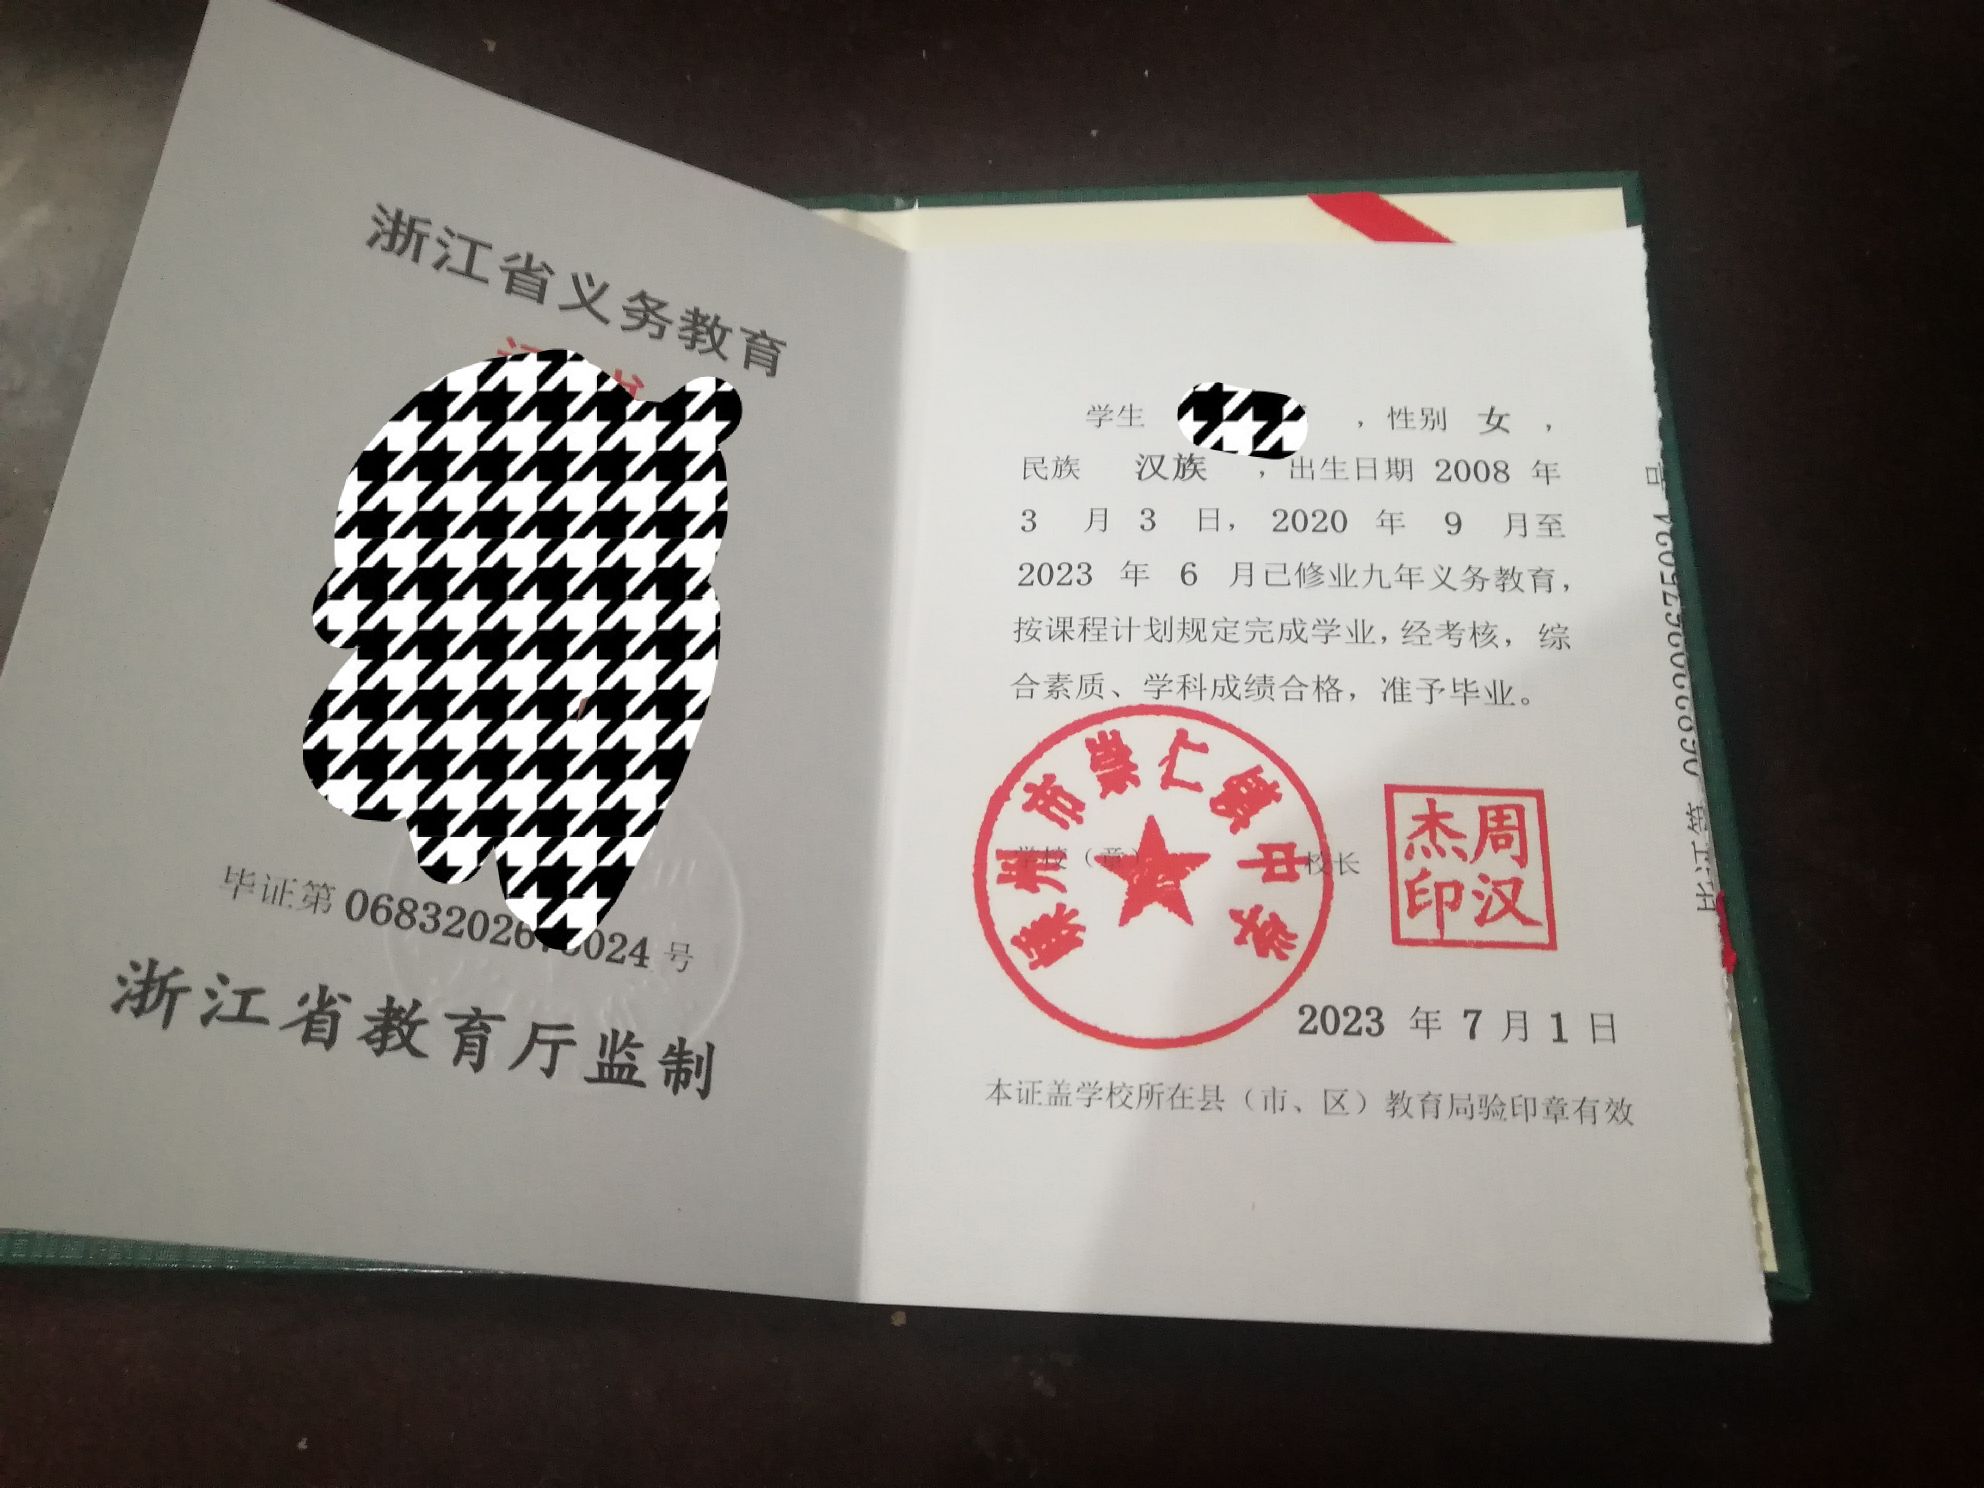 浙江省义务教育
毕证第 06832026 5024 号
浙江省教育厅监制
学生 ，性别 女 ，
民族 汉族 ，出生日期 2008 年
3 月 3 日，2020 年 9 月至
2023 年 6 月已修业九年义务教育，
按课程计划规定完成学业，经考核，综
合素质、学科成绩合格，准予毕业。
嵊州市崇仁镇中学
学校（章） 校长
周汉杰印
2023 年 7 月 1 日
本证盖学校所在县（市、区）教育局验印章有效